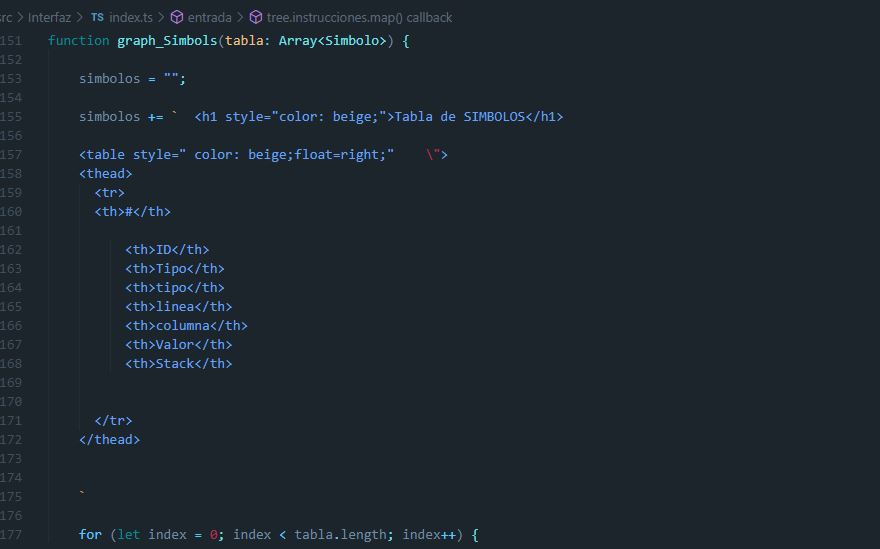 src > Interfaz > TS index.ts > entrada > tree.instrucciones.map() callback
151 function graph_Simbols(tabla: Array<Simbolo>) {
152
153 simbolos = "";
154
155 simbolos += `  <h1 style="color: beige;">Tabla de SIMBOLOS</h1>
156
157 <table style=" color: beige;float=right;"    \">
158 <thead>
159 <tr>
160 <th>#</th>
161
162 <th>ID</th>
163 <th>Tipo</th>
164 <th>tipo</th>
165 <th>linea</th>
166 <th>columna</th>
167 <th>Valor</th>
168 <th>Stack</th>
169
170
171 </tr>
172 </thead>
173
174
175 `
176
177 for (let index = 0; index < tabla.length; index++) {